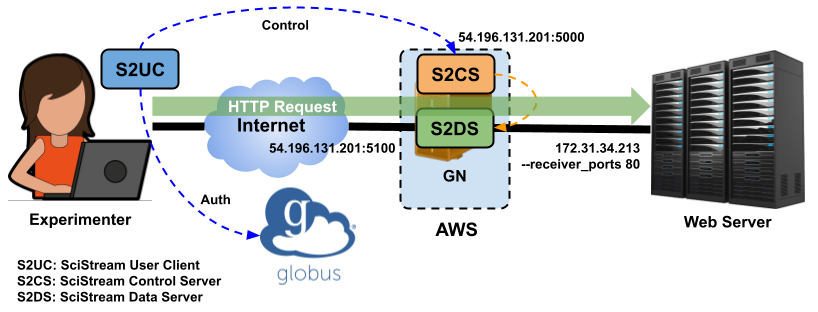 Control
54.196.131.201:5000
S2UC
S2CS
HTTP Request
Internet
S2DS
54.196.131.201:5100
172.31.34.213
--receiver_ports 80
GN
Auth
Experimenter
g
globus
AWS
Web Server
S2UC: SciStream User Client
S2CS: SciStream Control Server
S2DS: SciStream Data Server